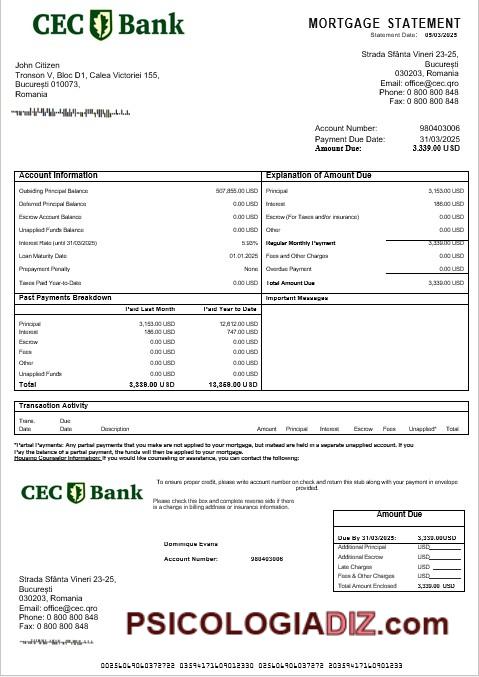 CEC Bank
MORTGAGE STATEMENT
Statement Date: 05/03/2025
John Citizen
Tronson V, Bloc D1, Calea Victoriei 155,
București 010073,
Romania
Strada Sfânta Vineri 23-25,
București
030203, Romania
Email: office@cec.qro
Phone: 0 800 800 848
Fax: 0 800 800 848
Account Number: 980403006
Payment Due Date: 31/03/2025
Amount Due: 3,339.00 USD
Account Information
Outsiding Principal Balance 507,855.00 USD
Deferred Principal Balance 0.00 USD
Escrow Account Balance 0.00 USD
Unapplied Funds Balance 0.00 USD
Interest Rate (until 31/03/2025) 5.93%
Loan Maturity Date 01.01.2025
Prepayment Penalty None
Taxes Paid Year-to-Date 0.00 USD
Explanation of Amount Due
Principal 3,153.00 USD
Interest 186.00 USD
Escrow (For Taxes and/or insurance) 0.00 USD
Other 0.00 USD
Regular Monthly Payment 3,339.00 USD
Fees and Other Charges 0.00 USD
Overdue Payment 0.00 USD
Total Amount Due 3,339.00 USD
Past Payments Breakdown
Paid Last Month Paid Year to Date
Principal 3,153.00 USD 12,612.00 USD
Interest 186.00 USD 747.00 USD
Escrow 0.00 USD 0.00 USD
Fees 0.00 USD 0.00 USD
Other 0.00 USD 0.00 USD
Unapplied Funds 0.00 USD 0.00 USD
Total 3,339.00 USD 13,359.00 USD
Important Messages
Transaction Activity
Trans. Date Due Date Description Amount Principal Interest Escrow Fees Unapplied* Total
*Partial Payments: Any partial payments that you make are not applied to your mortgage, but instead are held in a separate unapplied account. If you
Pay the balance of a partial payment, the funds will then be applied to your mortgage.
Housing Counselor Information: If you would like counseling or assistance, you can contact the following:
CEC Bank
To ensure proper credit, please write account number on check and return this stub along with your payment in envelope
provided.
Please check this box and complete reverse side if there
is a change in billing address or insurance information.
Dominique Evans
Account Number: 980403006
Amount Due
Due By 31/03/2025: 3,339.00USD
Additional Principal USD
Additional Escrow USD
Late Charges USD
Fees & Other Charges USD
Total Amount Enclosed 3,339.00 USD
Strada Sfânta Vineri 23-25,
București
030203, Romania
Email: office@cec.qro
Phone: 0 800 800 848
Fax: 0 800 800 848
PSICOLOGIADIZ.com